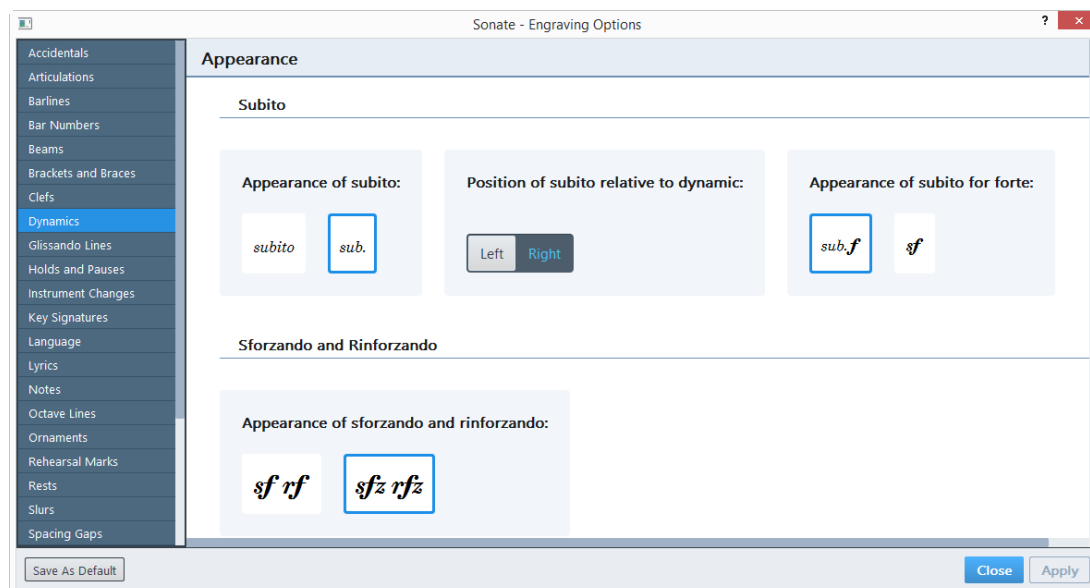 Sonate - Engraving Options
?
Accidentals
Articulations
Barlines
Bar Numbers
Beams
Brackets and Braces
Clefs
Dynamics
Glissando Lines
Holds and Pauses
Instrument Changes
Key Signatures
Language
Lyrics
Notes
Octave Lines
Ornaments
Rehearsal Marks
Rests
Slurs
Spacing Gaps
Appearance
Subito
Appearance of subito:
subito sub.
Position of subito relative to dynamic:
Left Right
Appearance of subito for forte:
sub.f sf
Sforzando and Rinforzando
Appearance of sforzando and rinforzando:
sf rf sfz rfz
Save As Default
Close Apply